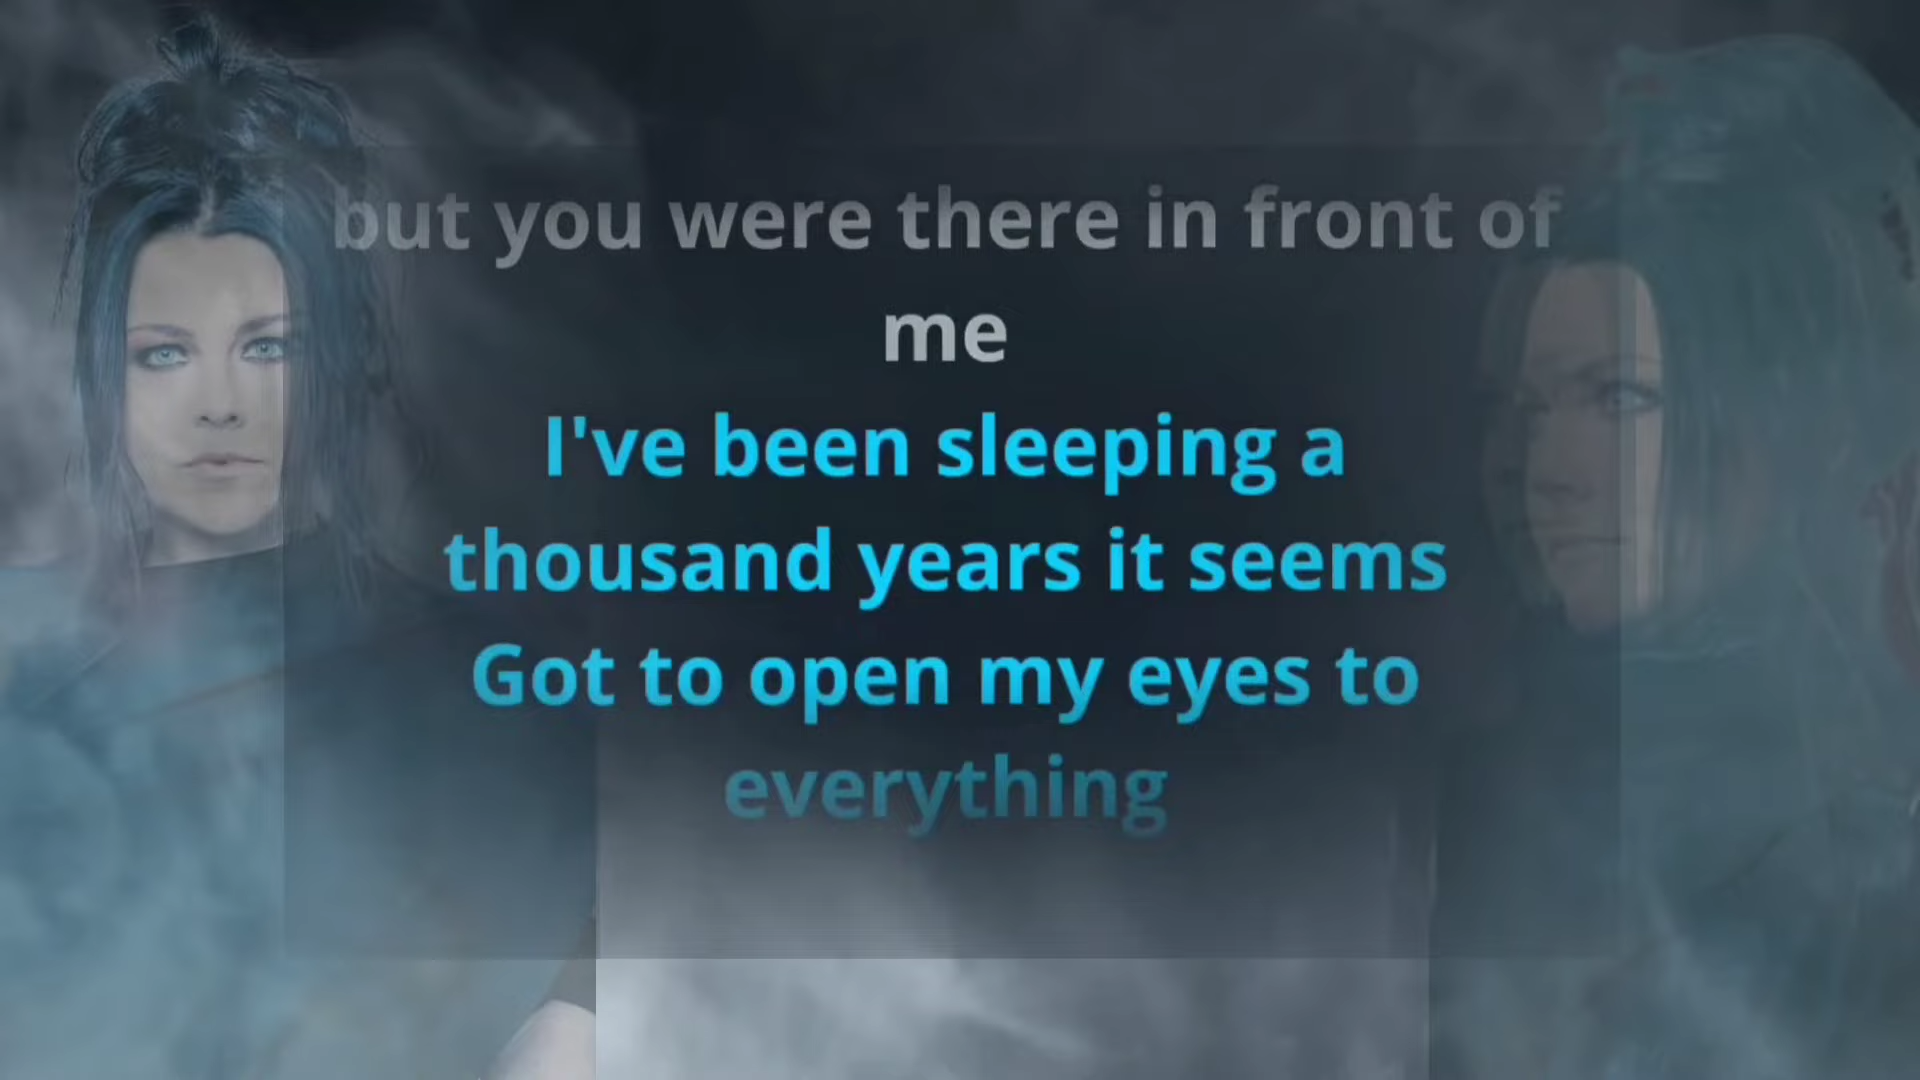 but you were there in front of
me
I've been sleeping a
thousand years it seems
Got to open my eyes to
everything